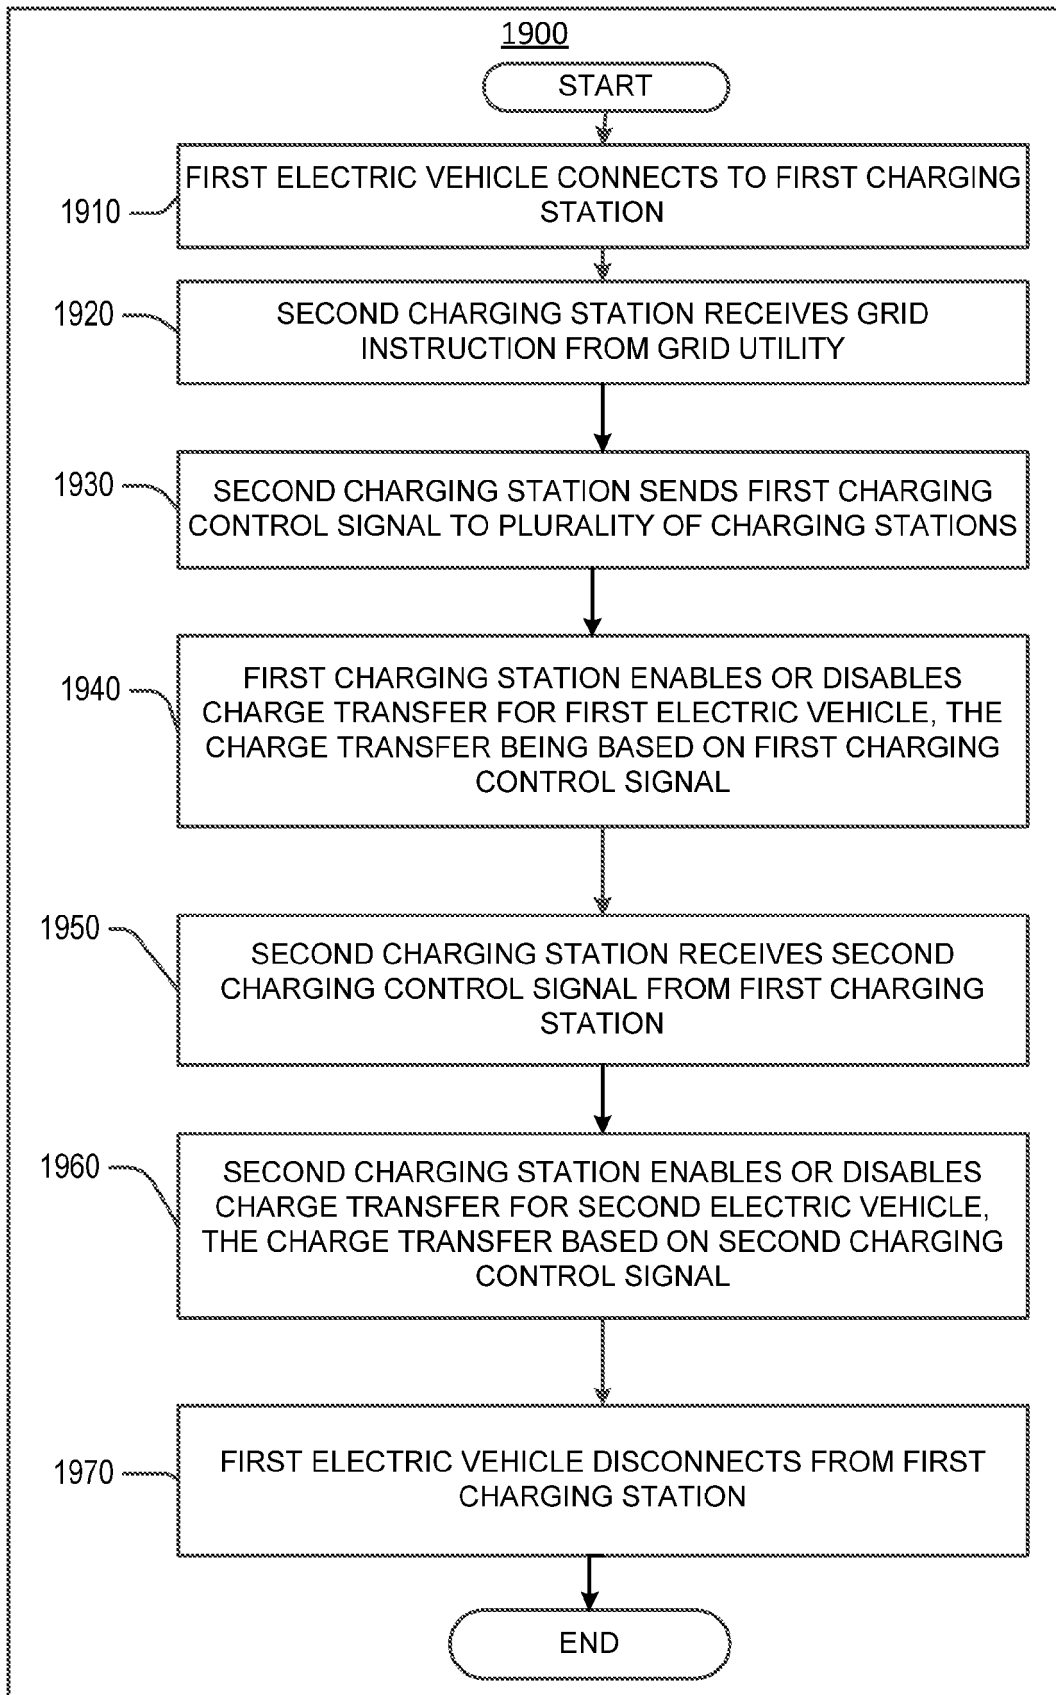 1900
START
FIRST ELECTRIC VEHICLE CONNECTS TO FIRST CHARGING
STATION
1910
1920
SECOND CHARGING STATION RECEIVES GRID
INSTRUCTION FROM GRID UTILITY
1930
SECOND CHARGING STATION SENDS FIRST CHARGING
CONTROL SIGNAL TO PLURALITY OF CHARGING STATIONS
1940
FIRST CHARGING STATION ENABLES OR DISABLES
CHARGE TRANSFER FOR FIRST ELECTRIC VEHICLE, THE
CHARGE TRANSFER BEING BASED ON FIRST CHARGING
CONTROL SIGNAL
1950
SECOND CHARGING STATION RECEIVES SECOND
CHARGING CONTROL SIGNAL FROM FIRST CHARGING
STATION
1960
SECOND CHARGING STATION ENABLES OR DISABLES
CHARGE TRANSFER FOR SECOND ELECTRIC VEHICLE,
THE CHARGE TRANSFER BASED ON SECOND CHARGING
CONTROL SIGNAL
1970
FIRST ELECTRIC VEHICLE DISCONNECTS FROM FIRST
CHARGING STATION
END